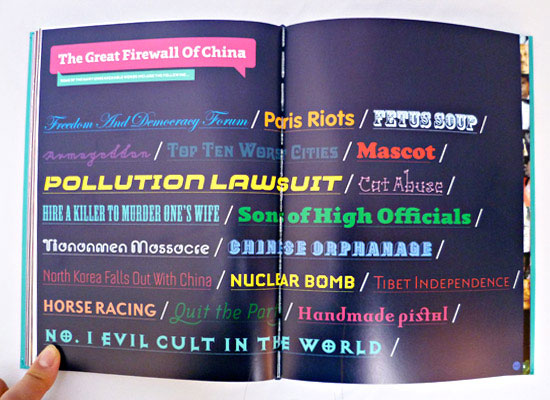 The Great Firewall Of China
Freedom And Democracy Forum / Paris Riots / FETUS SOUP /
Armageddon / TOP TEN WORST CITIES / Mascot /
POLLUTION LAWSUIT / Cat Abuse /
HIRE A KILLER TO MURDER ONE'S WIFE / Sons of High Officials /
Tiananmen Massacre / CHINESE ORPHANAGE /
North Korea Falls Out With China / NUCLEAR BOMB / TIBET INDEPENDENCE /
HORSE RACING / Quit the Party / Handmade pistol /
NO. 1 EVIL CULT IN THE WORLD /